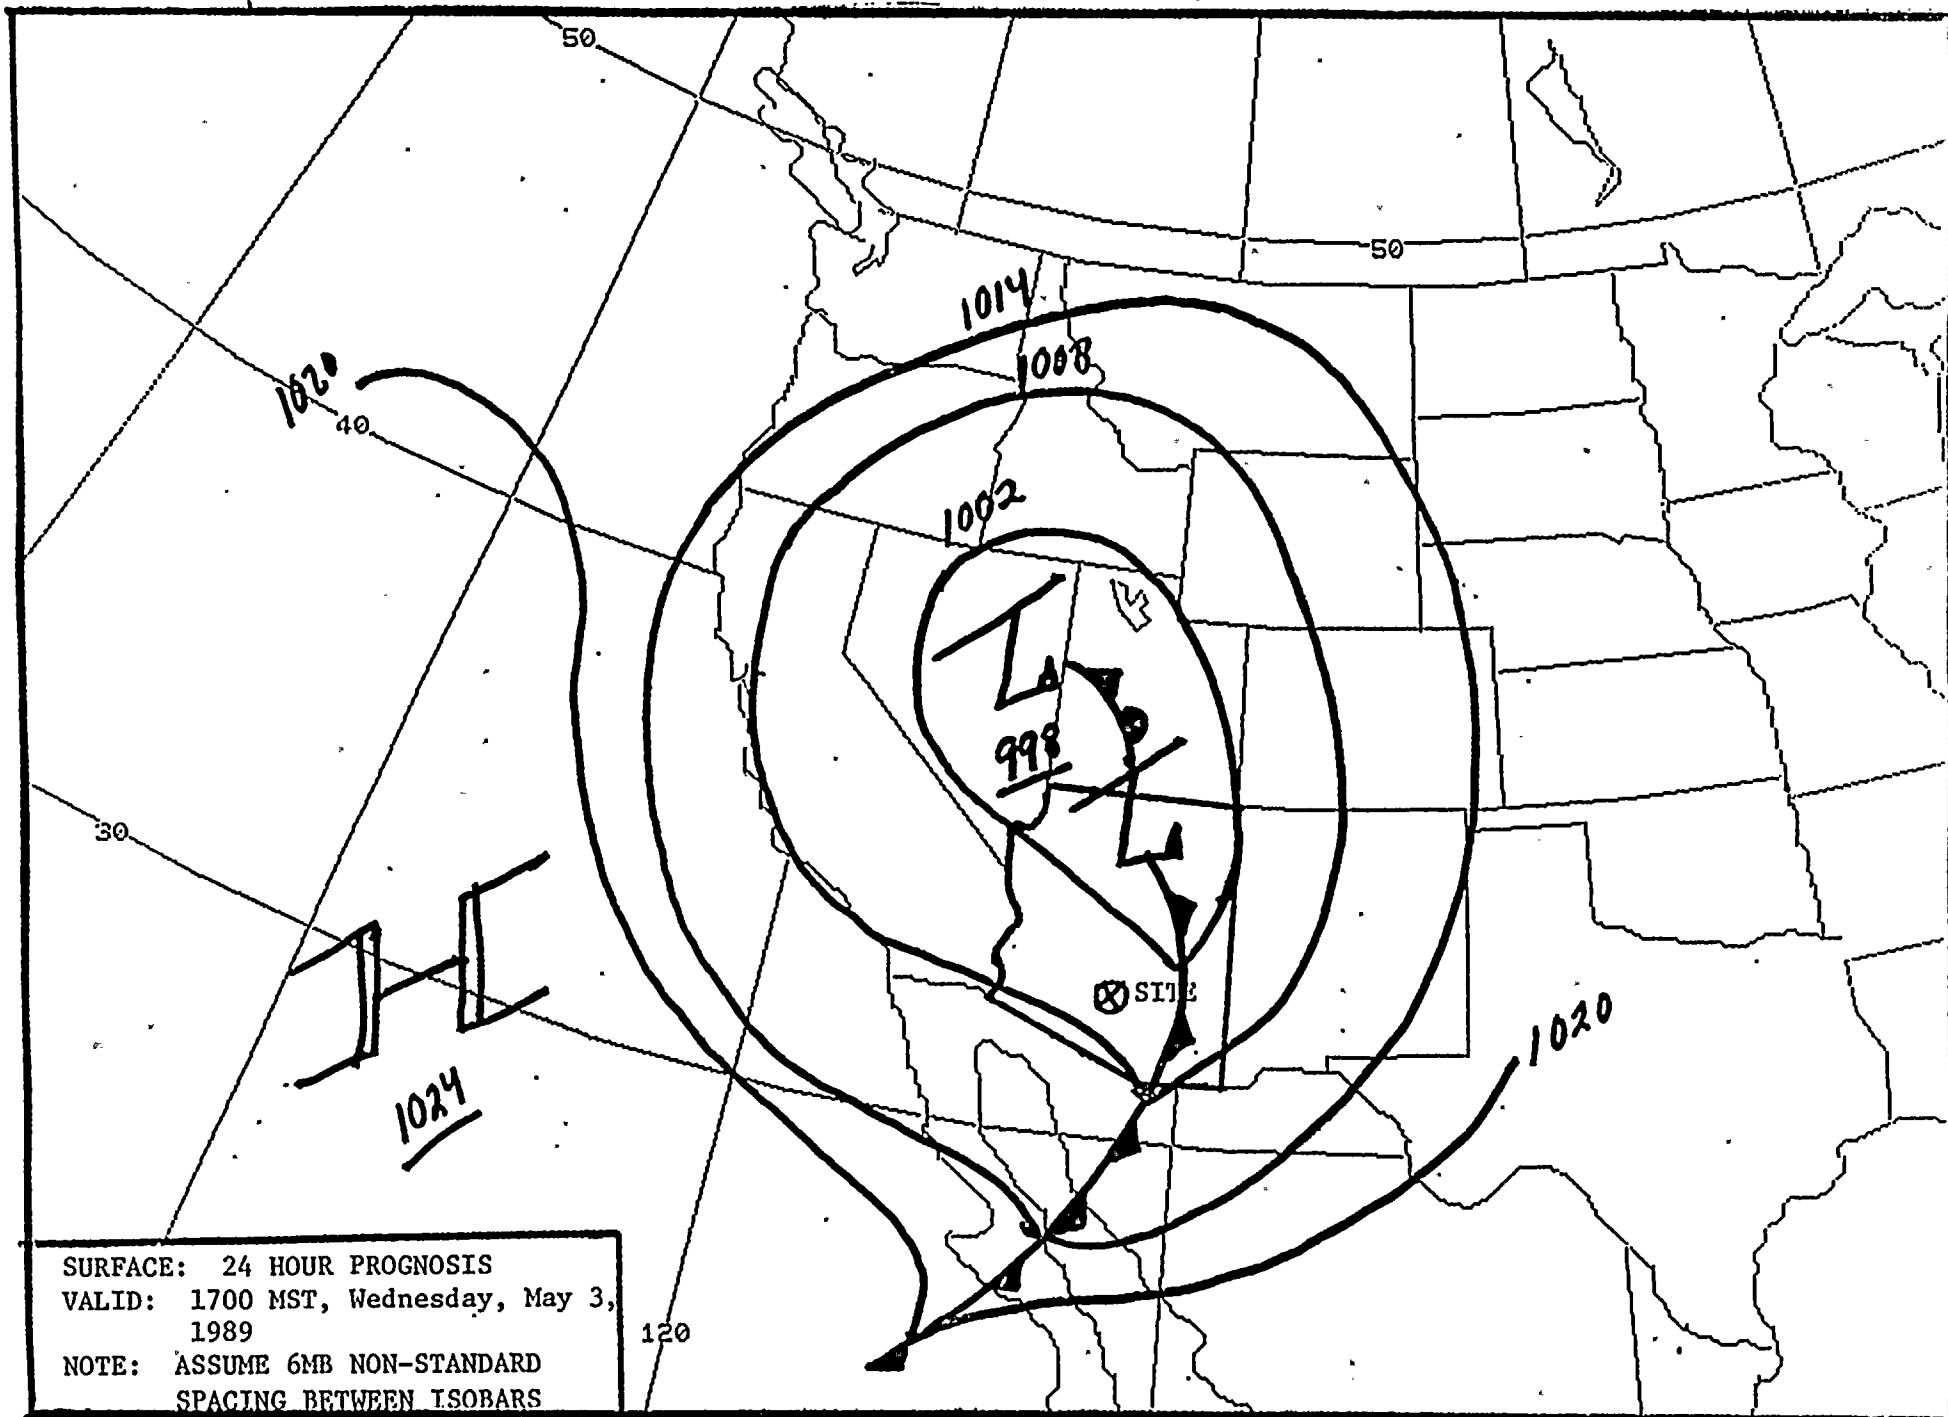 50
50
1014
1008
1020
40
1002
L
998
L
30
H
1024
SITE
1020
120
SURFACE: 24 HOUR PROGNOSIS
VALID: 1700 MST, Wednesday, May 3,
1989
NOTE: ASSUME 6MB NON-STANDARD
SPACING BETWEEN ISOBARS